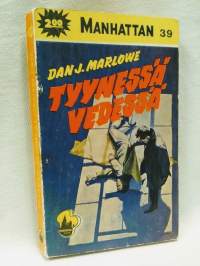 2.00
MANHATTAN 39
DAN J. MARLOWE
TYYNESSÄ
VEDESSÄ